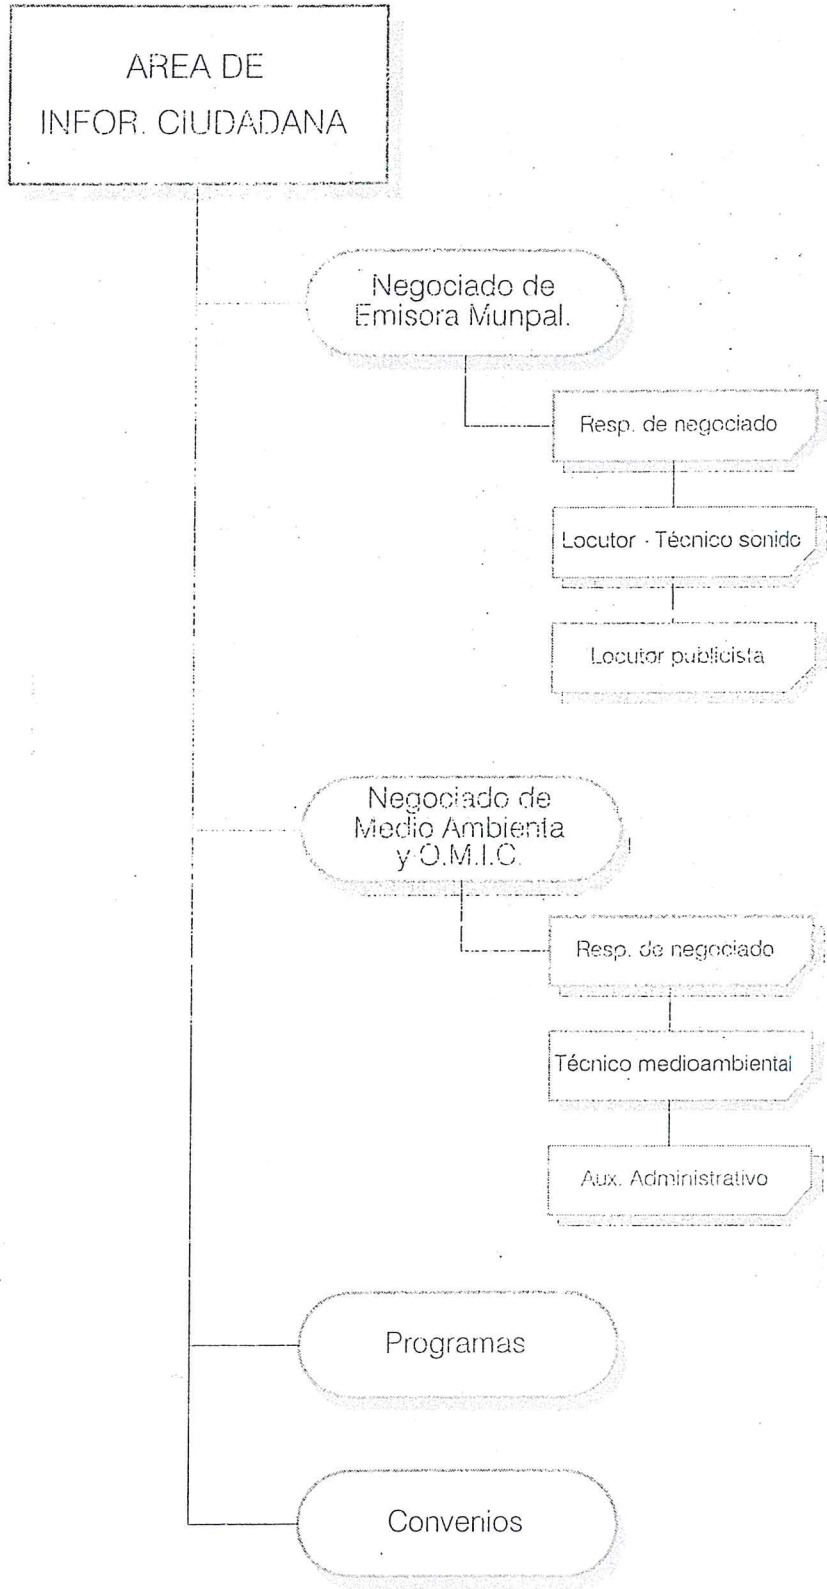 AREA DE
INFOR. CIUDADANA
Negociado de
Emisora Munpal.
Resp. de negociado
Locutor - Técnico sonido
Locutor publicista
Negociado de
Medio Ambienta
y O.M.I.C.
Resp. de negociado
Técnico medioambiental
Aux. Administrativo
Programas
Convenios